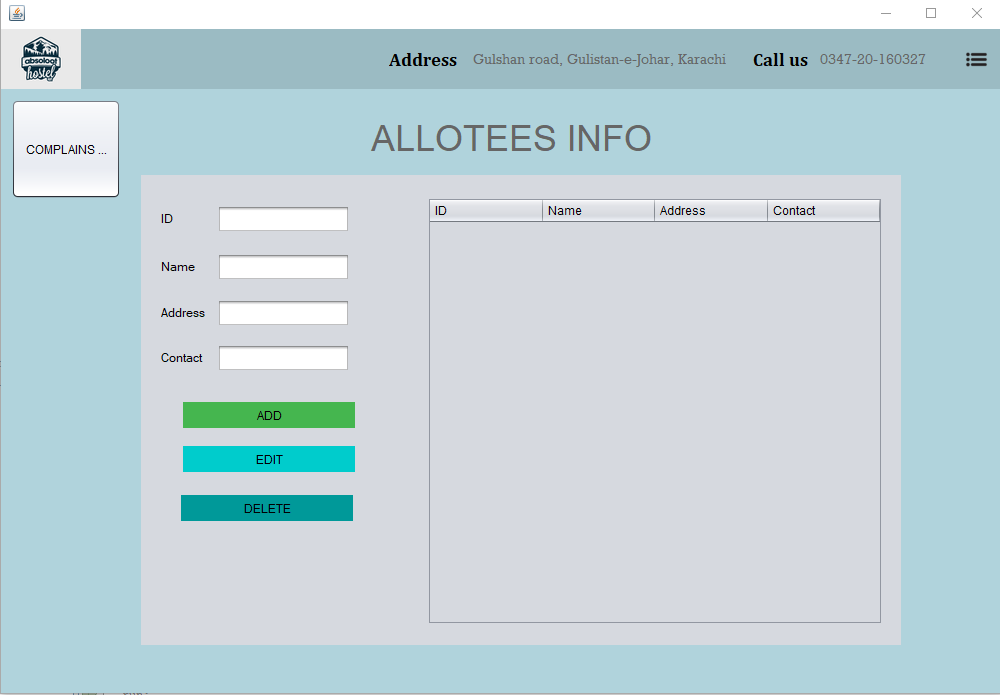 absoloot
hostel
Address Gulshan road, Gulistan-e-Johar, Karachi Call us 0347-20-160327
COMPLAINS ...
ALLOTEES INFO
ID
Name
Address
Contact
ADD
EDIT
DELETE
ID Name Address Contact